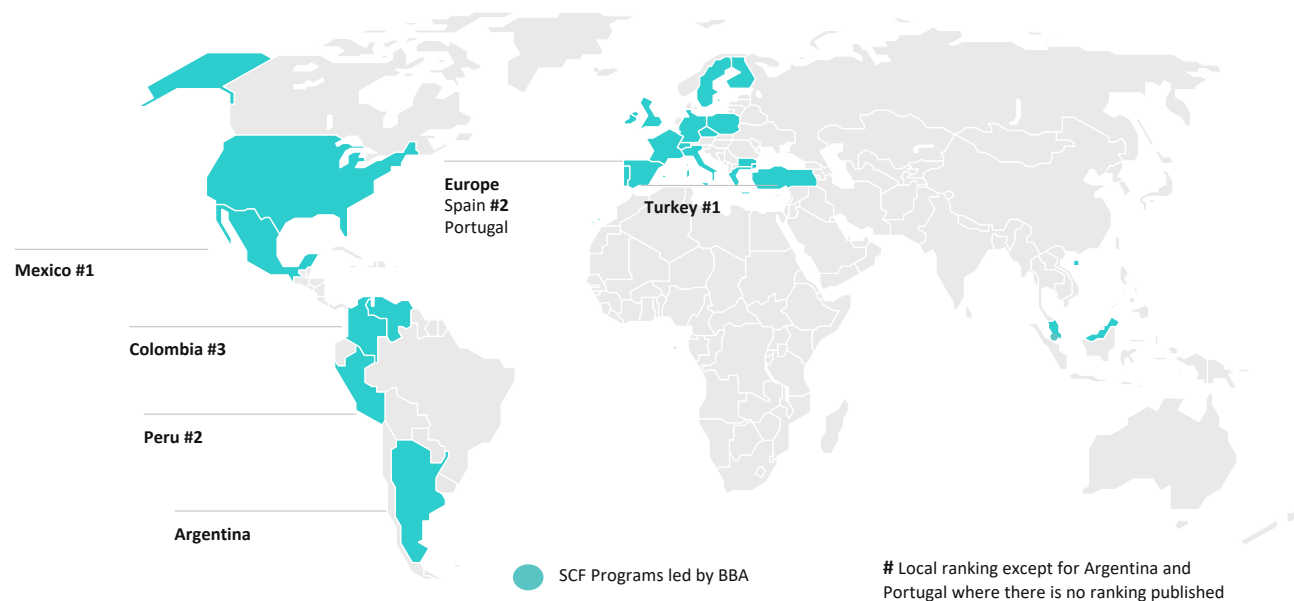 Europe
Spain #2
Portugal
Turkey #1
Mexico #1
Colombia #3
Peru #2
Argentina
SCF Programs led by BBA
# Local ranking except for Argentina and
Portugal where there is no ranking published